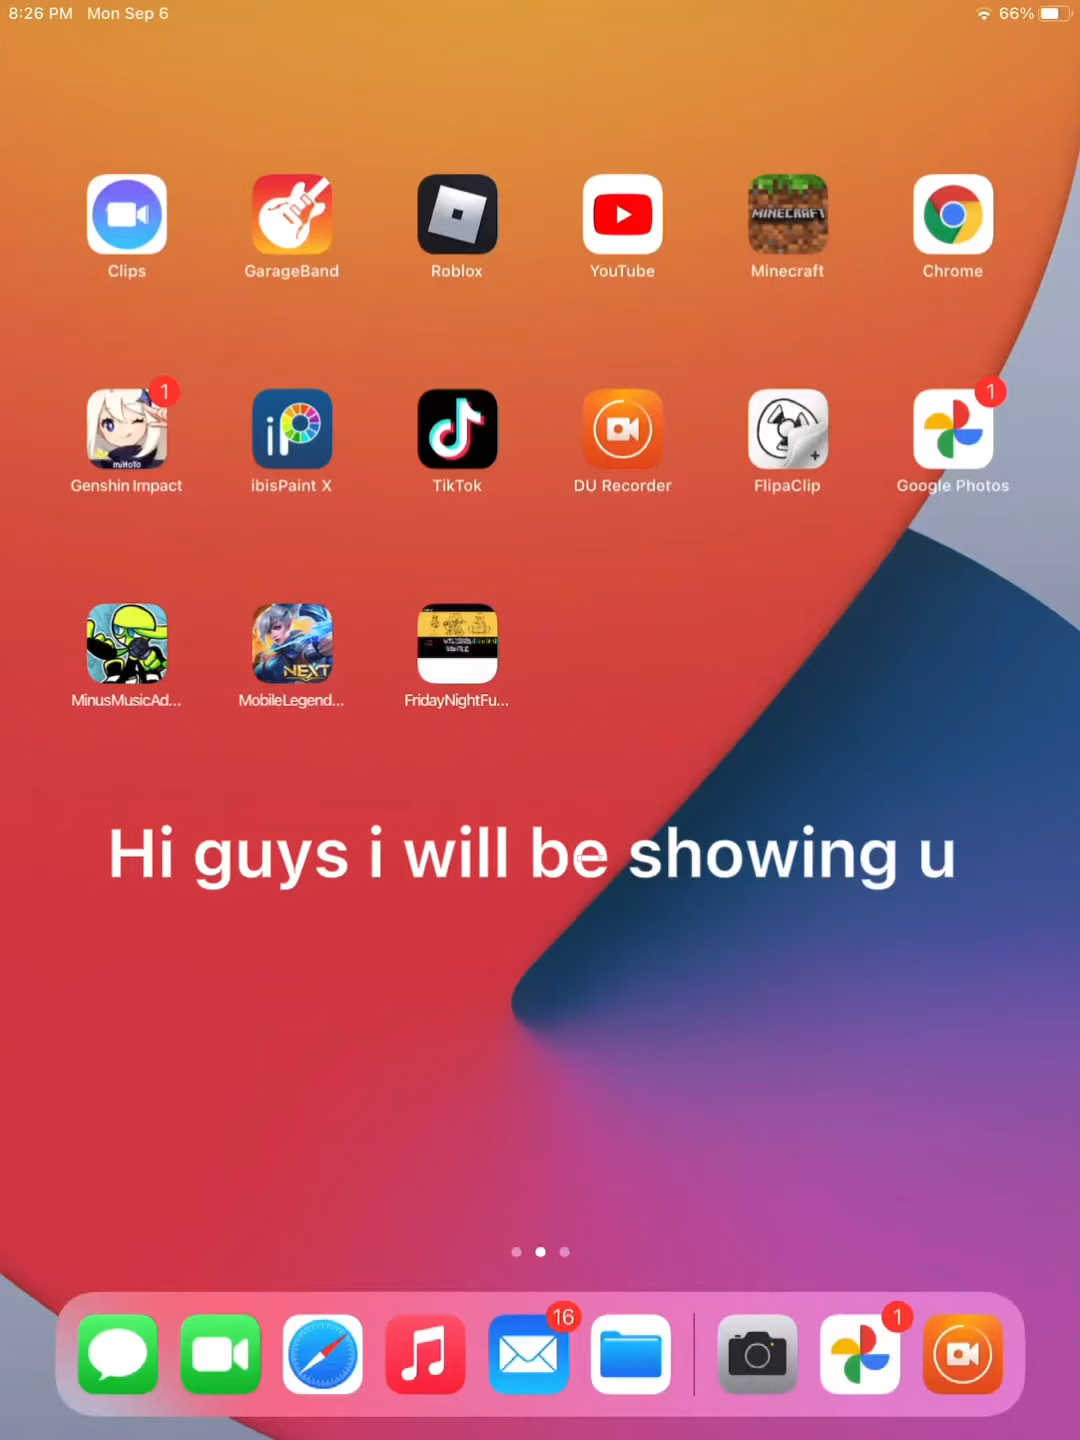 8:26 PM Mon Sep 6 66%
Clips GarageBand Roblox YouTube Minecraft Chrome
MINECRAFT
1 1
miHoYo
Genshin Impact ibisPaint X TikTok DU Recorder FlipaClip Google Photos
NEXT
MinusMusicAd... MobileLegend... FridayNightFu...
Hi guys i will be showing u
16 1